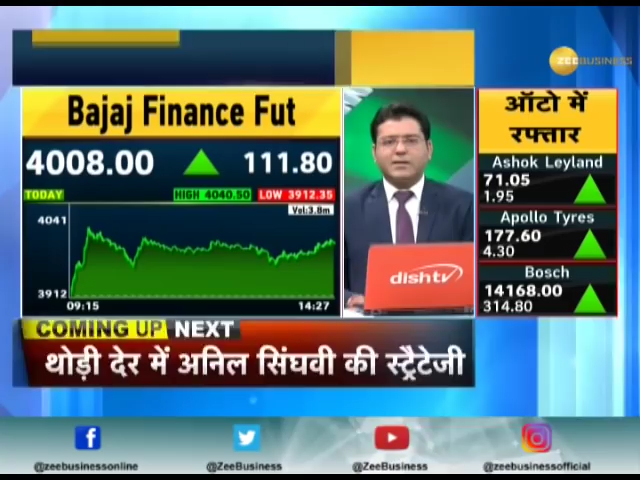 ZEEBUSINESS
Bajaj Finance Fut
4008.00 111.80
TODAY HIGH 4040.50 LOW 3912.35
Vol:3.8m
4041
3912
09:15 14:27
dishtv
ऑटो में
रफ्तार
Ashok Leyland
71.05
1.95
Apollo Tyres
177.60
4.30
Bosch
14168.00
314.80
COMING UP NEXT
थोड़ी देर में अनिल सिंघवी की स्ट्रैटेजी
@zeebusinessonline @ZeeBusiness @ZeeBusiness @zeebusinessofficial